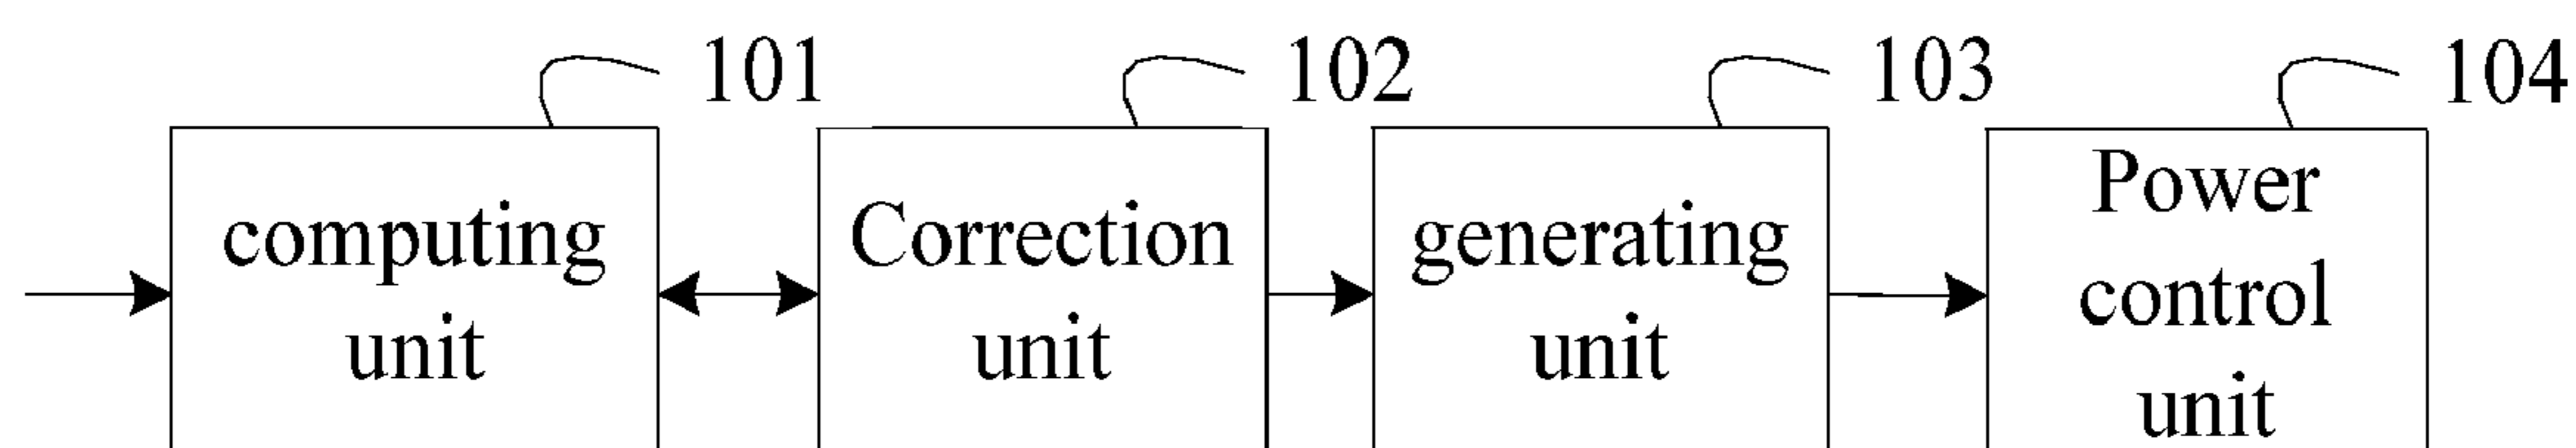 101
102
103
104
computing
unit
Correction
unit
generating
unit
Power
control
unit